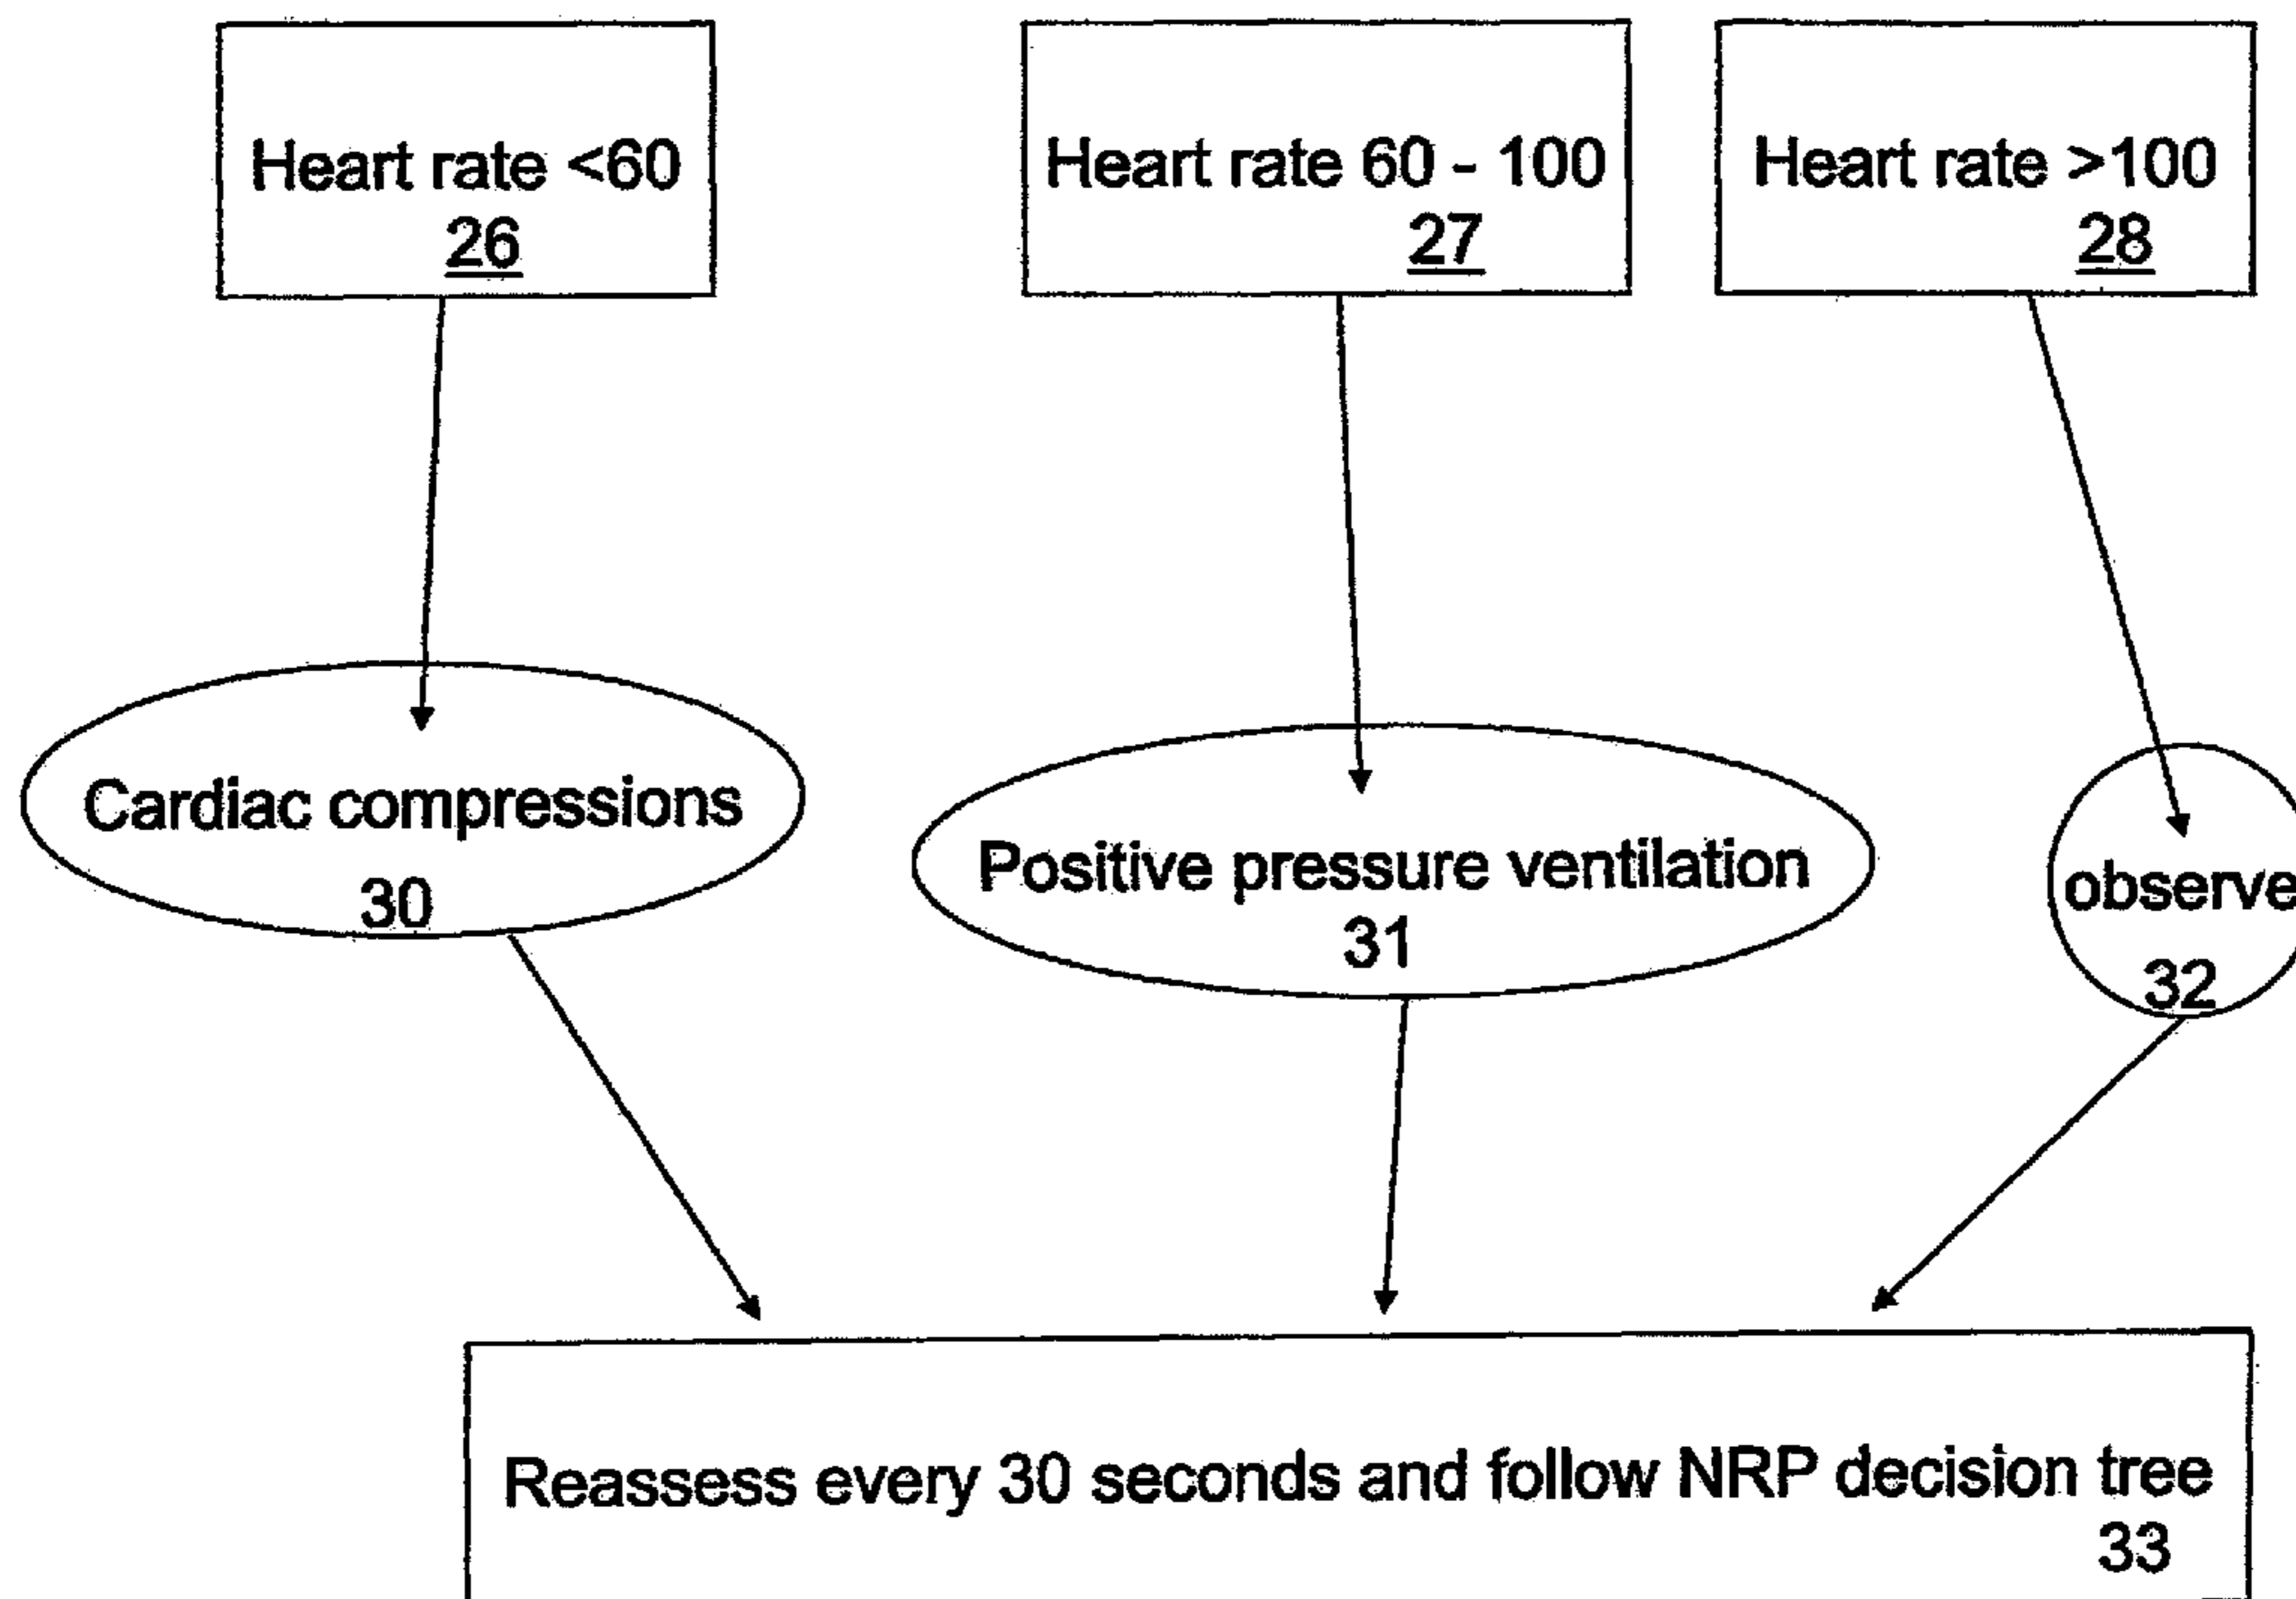 Heart rate <60
26
Heart rate 60 - 100
27
Heart rate >100
28
Cardiac compressions
30
Positive pressure ventilation
31
observe
32
Reassess every 30 seconds and follow NRP decision tree
33